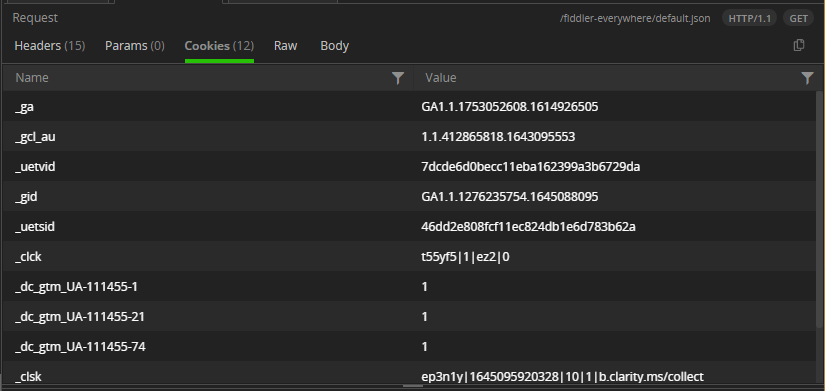 Request /fiddler-everywhere/default.json HTTP/1.1 GET
Headers (15) Params (0) Cookies (12) Raw Body
Name Value
_ga GA1.1.1753052608.1614926505
_gcl_au 1.1.412865818.1643095553
_uetvid 7dcde6d0becc11eba162399a3b6729da
_gid GA1.1.1276235754.1645088095
_uetsid 46dd2e808fcf11ec824db1e6d783b62a
_clck t55yf5|1|ez2|0
_dc_gtm_UA-111455-1 1
_dc_gtm_UA-111455-21 1
_dc_gtm_UA-111455-74 1
_clsk ep3n1y|1645095920328|10|1|b.clarity.ms/collect